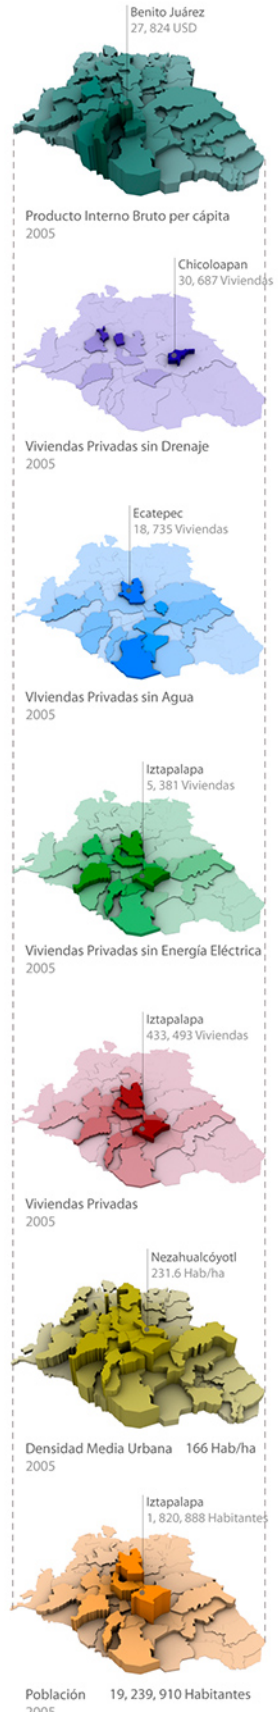 Benito Juárez
27, 824 USD
Producto Interno Bruto per cápita
2005
Chicoloapan
30, 687 Viviendas
Viviendas Privadas sin Drenaje
2005
Ecatepec
18, 735 Viviendas
VIviendas Privadas sin Agua
2005
Iztapalapa
5, 381 Viviendas
Viviendas Privadas sin Energía Eléctrica
2005
Iztapalapa
433, 493 Viviendas
Viviendas Privadas
2005
Nezahualcóyotl
231.6 Hab/ha
Densidad Media Urbana 166 Hab/ha
2005
Iztapalapa
1, 820, 888 Habitantes
Población 19, 239, 910 Habitantes
2005